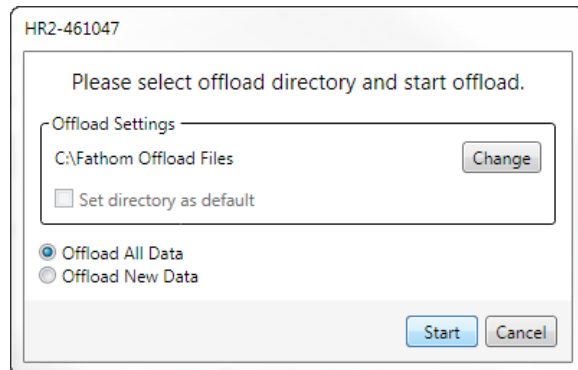 HR2-461047
Please select offload directory and start offload.
Offload Settings
C:\Fathom Offload Files
Change
Set directory as default
Offload All Data
Offload New Data
Start
Cancel